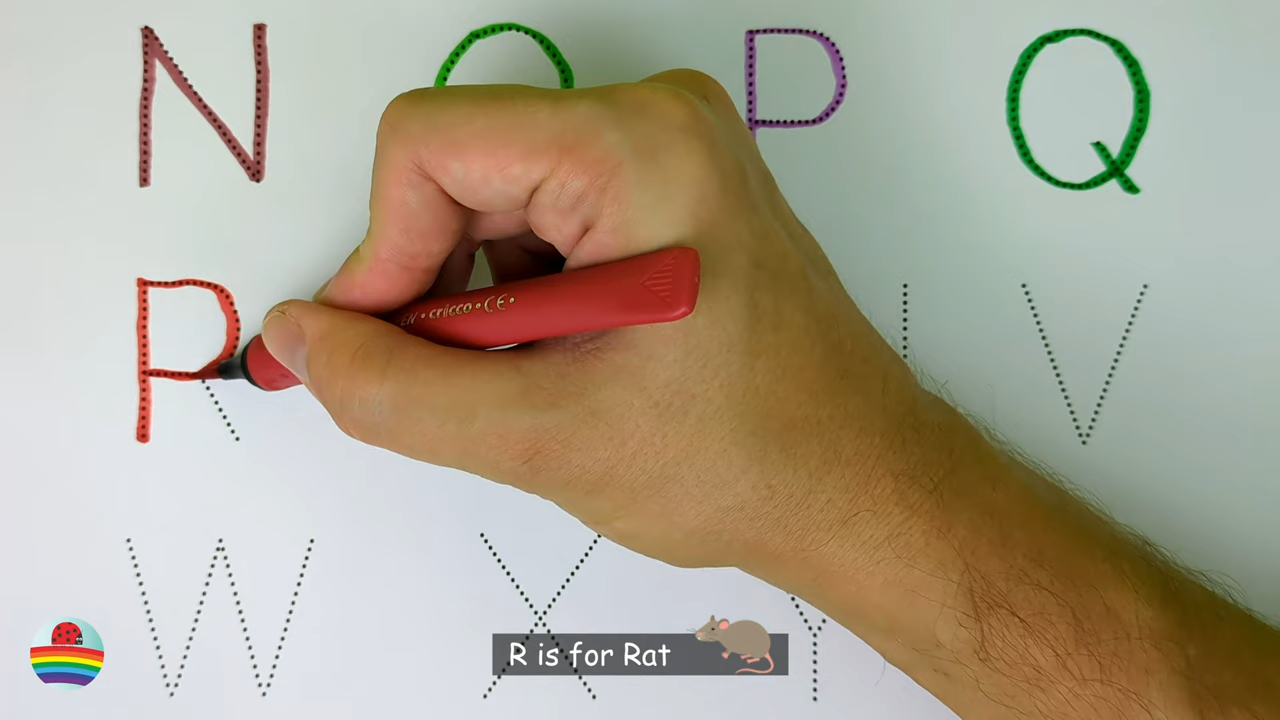 N O P Q
R V
W X Y
EN • cricco • CE •
R is for Rat